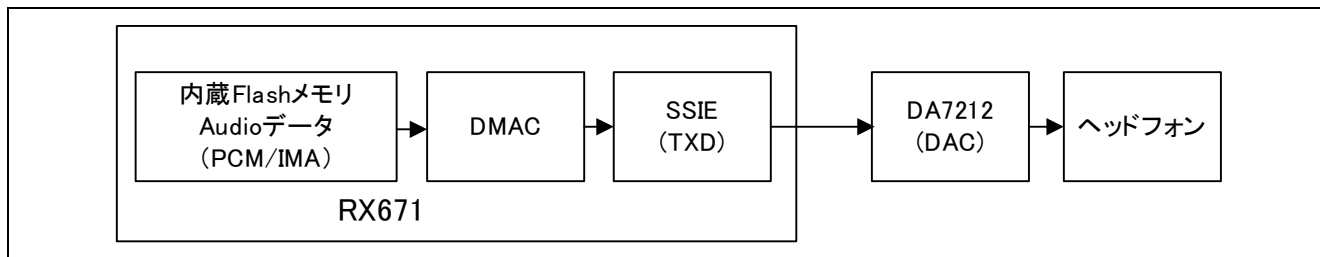 内蔵Flashメモリ
Audioデータ
(PCM/IMA)
DMAC
SSIE
(TXD)
DA7212
(DAC)
ヘッドフォン
RX671